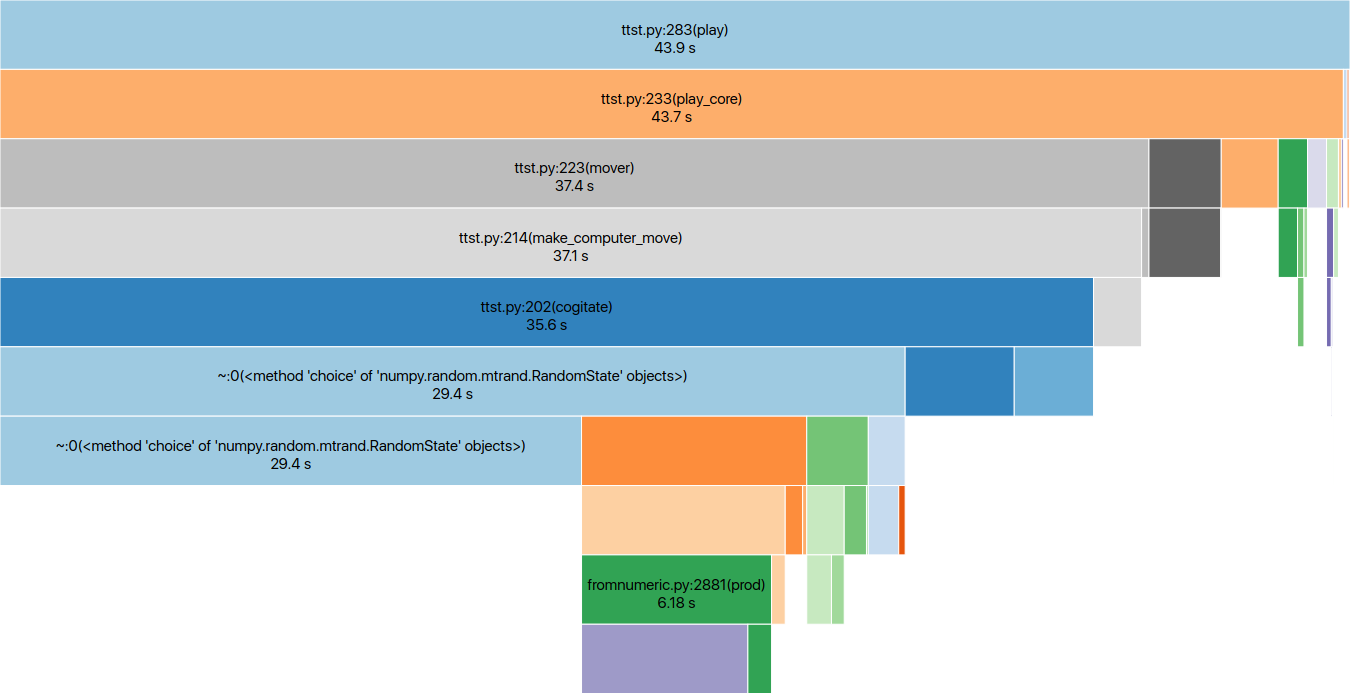 ttst.py:283(play)
43.9 s
ttst.py:233(play_core)
43.7 s
ttst.py:223(mover)
37.4 s
ttst.py:214(make_computer_move)
37.1 s
ttst.py:202(cogitate)
35.6 s
~:0(<method 'choice' of 'numpy.random.mtrand.RandomState' objects>)
29.4 s
~:0(<method 'choice' of 'numpy.random.mtrand.RandomState' objects>)
29.4 s
fromnumeric.py:2881(prod)
6.18 s